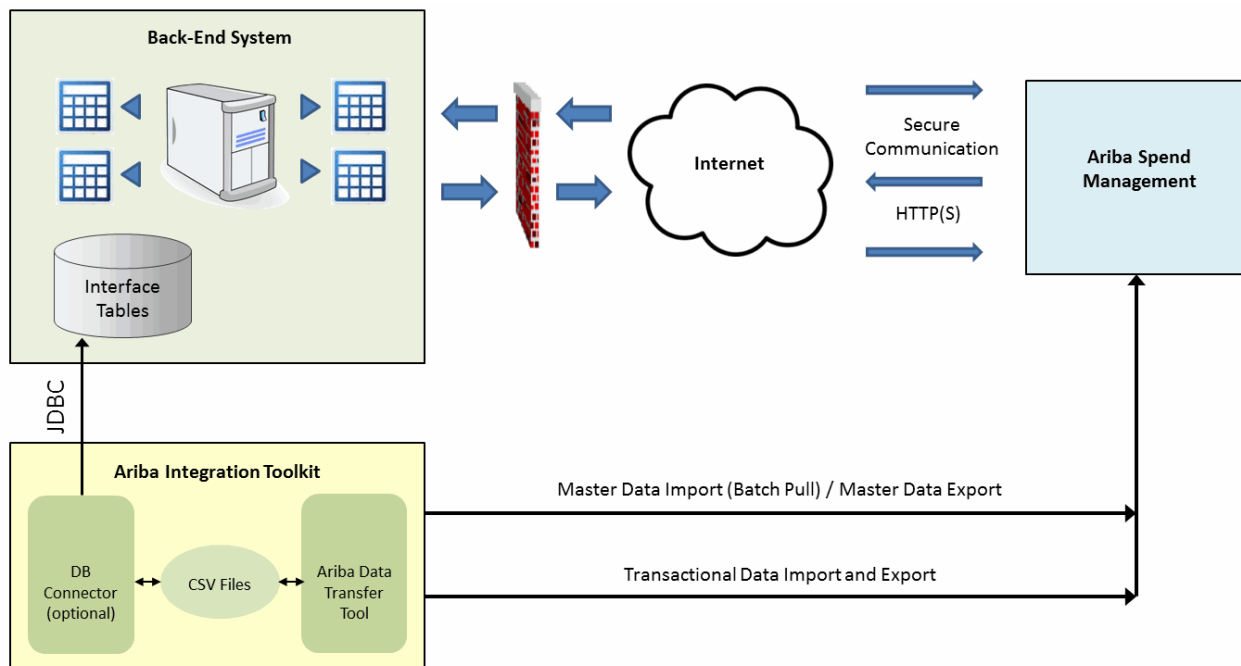 Back-End System
Interface
Tables
Internet
Secure
Communication
HTTP(S)
Ariba Spend
Management
JDBC
Ariba Integration Toolkit
DB
Connector
(optional)
CSV Files
Ariba Data
Transfer
Tool
Master Data Import (Batch Pull) / Master Data Export
Transactional Data Import and Export